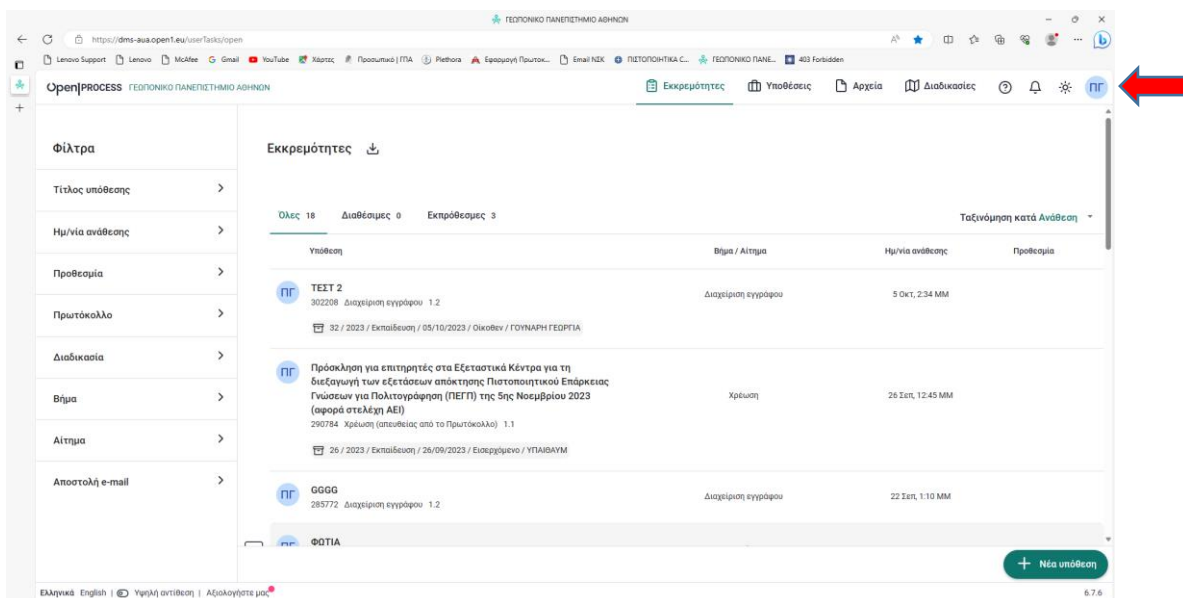 ΓΕΩΠΟΝΙΚΟ ΠΑΝΕΠΙΣΤΗΜΙΟ ΑΘΗΝΩΝ
https://dms-aua.open1.eu/userTasks/open
Lenovo Support Lenovo McAfee Gmail YouTube Χάρτες Προσωπικό | ΓΠΑ Plethora Εφαρμογή Πρωτοκ... Email ΝΣΚ ΠΙΣΤΟΠΟΙΗΤΙΚΑ C... ΓΕΩΠΟΝΙΚΟ ΠΑΝΕ... 403 Forbidden
Open|PROCESS ΓΕΩΠΟΝΙΚΟ ΠΑΝΕΠΙΣΤΗΜΙΟ ΑΘΗΝΩΝ Εκκρεμότητες Υποθέσεις Αρχεία Διαδικασίες ΠΓ
Φίλτρα
Τίτλος υπόθεσης
Ημ/νία ανάθεσης
Προθεσμία
Πρωτόκολλο
Διαδικασία
Βήμα
Αίτημα
Αποστολή e-mail
Εκκρεμότητες
Όλες 18 Διαθέσιμες 0 Εκπρόθεσμες 3 Ταξινόμηση κατά Ανάθεση
Υπόθεση Βήμα / Αίτημα Ημ/νία ανάθεσης Προθεσμία
ΠΓ ΤΕΣΤ 2
302208 Διαχείριση εγγράφου 1.2 Διαχείριση εγγράφου 5 Οκτ, 2:34 ΜΜ
32 / 2023 / Εκπαίδευση / 05/10/2023 / Οίκοθεν / ΓΟΥΝΑΡΗ ΓΕΩΡΓΙΑ
ΠΓ Πρόσκληση για επιτηρητές στα Εξεταστικά Κέντρα για τη
διεξαγωγή των εξετάσεων απόκτησης Πιστοποιητικού Επάρκειας
Γνώσεων για Πολιτογράφηση (ΠΕΓΠ) της 5ης Νοεμβρίου 2023 Χρέωση 26 Σεπ, 12:45 ΜΜ
(αφορά στελέχη ΑΕΙ)
290784 Χρέωση (απευθείας από το Πρωτόκολλο) 1.1
26 / 2023 / Εκπαίδευση / 26/09/2023 / Εισερχόμενο / ΥΠΑΙΘΑΥΜ
ΠΓ GGGG
285772 Διαχείριση εγγράφου 1.2 Διαχείριση εγγράφου 22 Σεπ, 1:10 ΜΜ
ΠΓ ΦΩΤΙΑ
Νέα υπόθεση
Ελληνικά English | Υψηλή αντίθεση | Αξιολογήστε μας 6.7.6